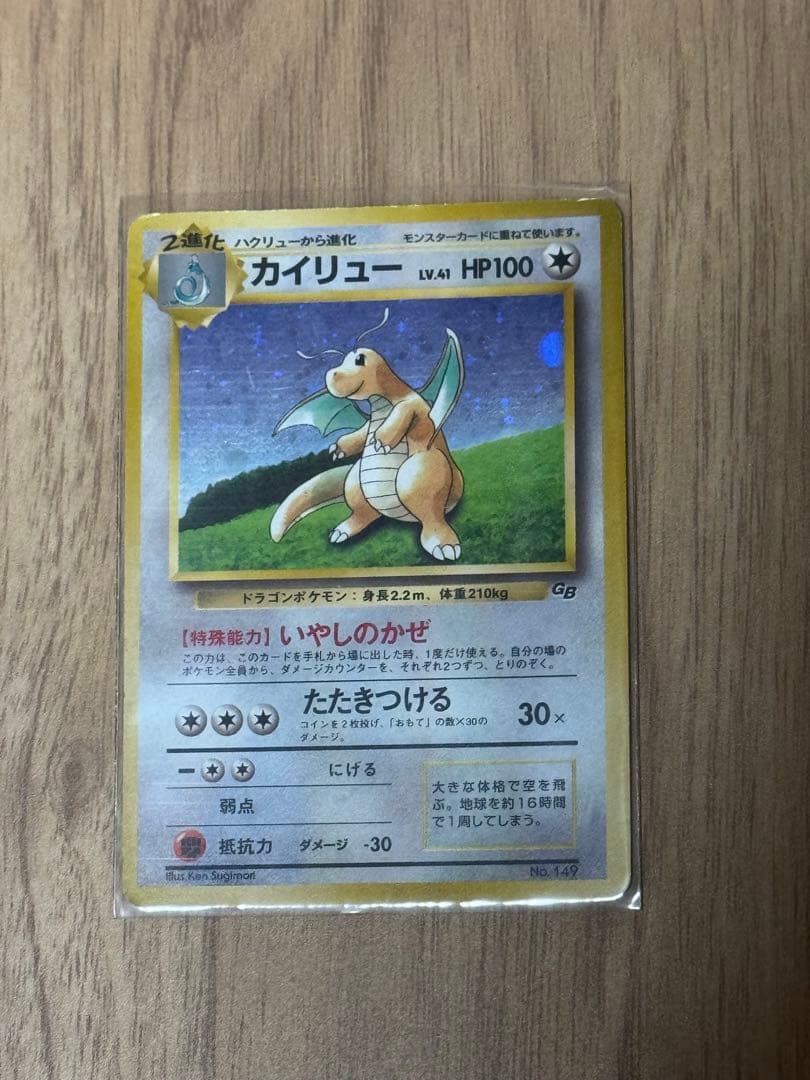 2進化 ハクリューから進化 モンスターカードに重ねて使います。
カイリュー LV.41 HP100
ドラゴンポケモン：身長2.2m、体重210kg
GB
【特殊能力】いやしのかぜ
この力は、このカードを手札から場に出した時、1度だけ使える。自分の場の
ポケモン全員から、ダメージカウンターを、それぞれ2つずつ、とりのぞく。
たたきつける
コインを2枚投げ、「おもて」の数×30の
ダメージ。
30×
にげる
弱点
抵抗力 ダメージ -30
大きな体格で空を飛
ぶ。地球を約16時間
で1周してしまう。
Illus. Ken Sugimori
No. 149